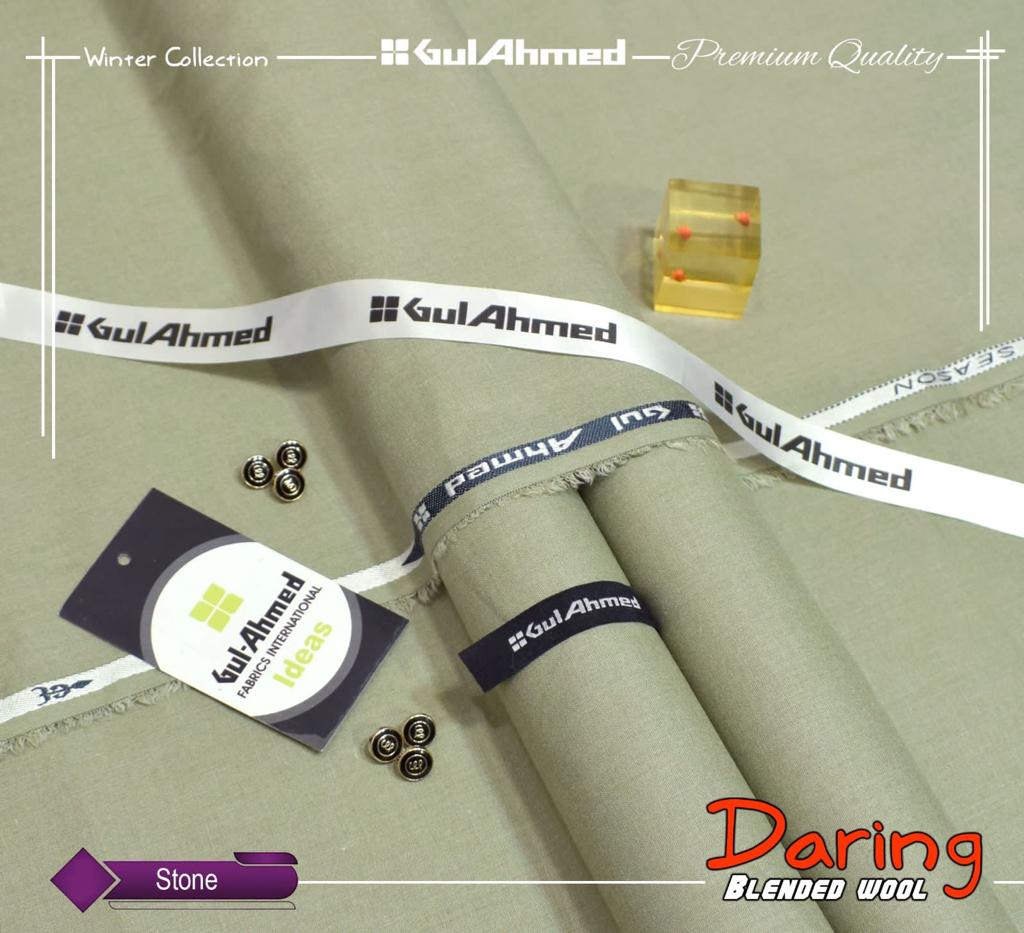 Winter Collection
GulAhmed
Premium Quality
GulAhmed
GulAhmed
GulAhmed
SEASON
Gul Ahmed
GulAhmed
Gul-Ahmed
FABRICS INTERNATIONAL
Ideas
Daring
BLENDED WOOL
Stone